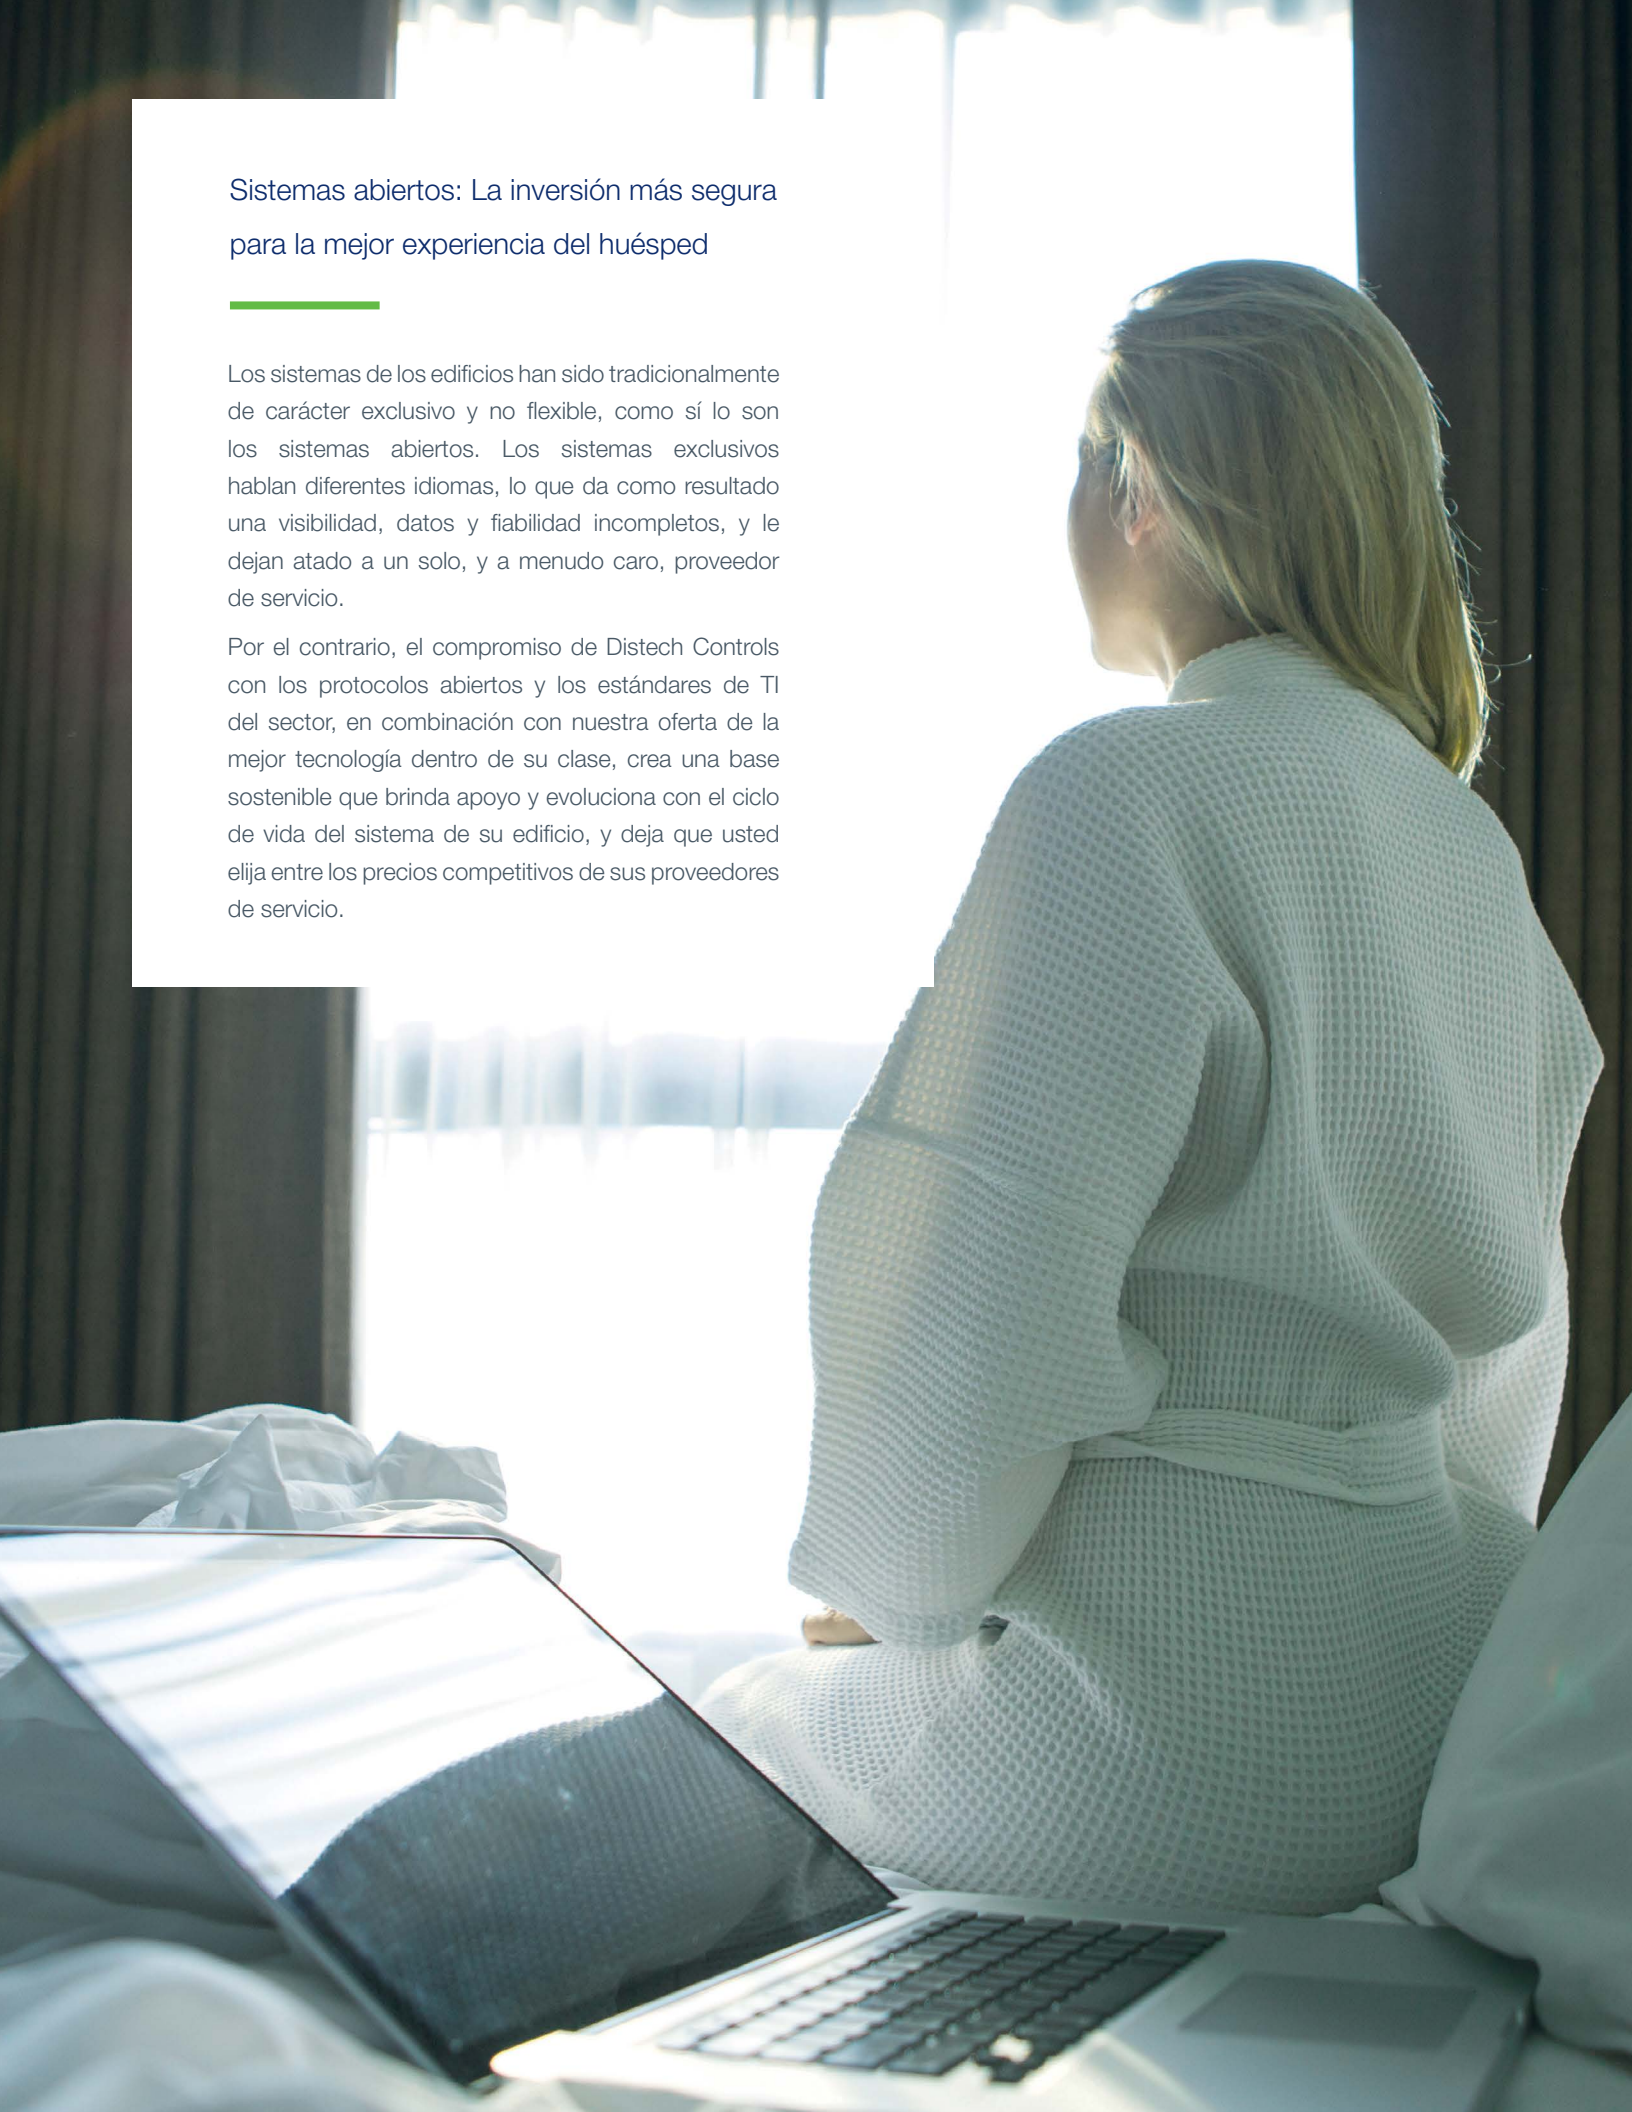 Sistemas abiertos: La inversión más segura
para la mejor experiencia del huésped
Los sistemas de los edificios han sido tradicionalmente
de carácter exclusivo y no flexible, como sí lo son
los sistemas abiertos. Los sistemas exclusivos
hablan diferentes idiomas, lo que da como resultado
una visibilidad, datos y fiabilidad incompletos, y le
dejan atado a un solo, y a menudo caro, proveedor
de servicio.
Por el contrario, el compromiso de Distech Controls
con los protocolos abiertos y los estándares de TI
del sector, en combinación con nuestra oferta de la
mejor tecnología dentro de su clase, crea una base
sostenible que brinda apoyo y evoluciona con el ciclo
de vida del sistema de su edificio, y deja que usted
elija entre los precios competitivos de sus proveedores
de servicio.